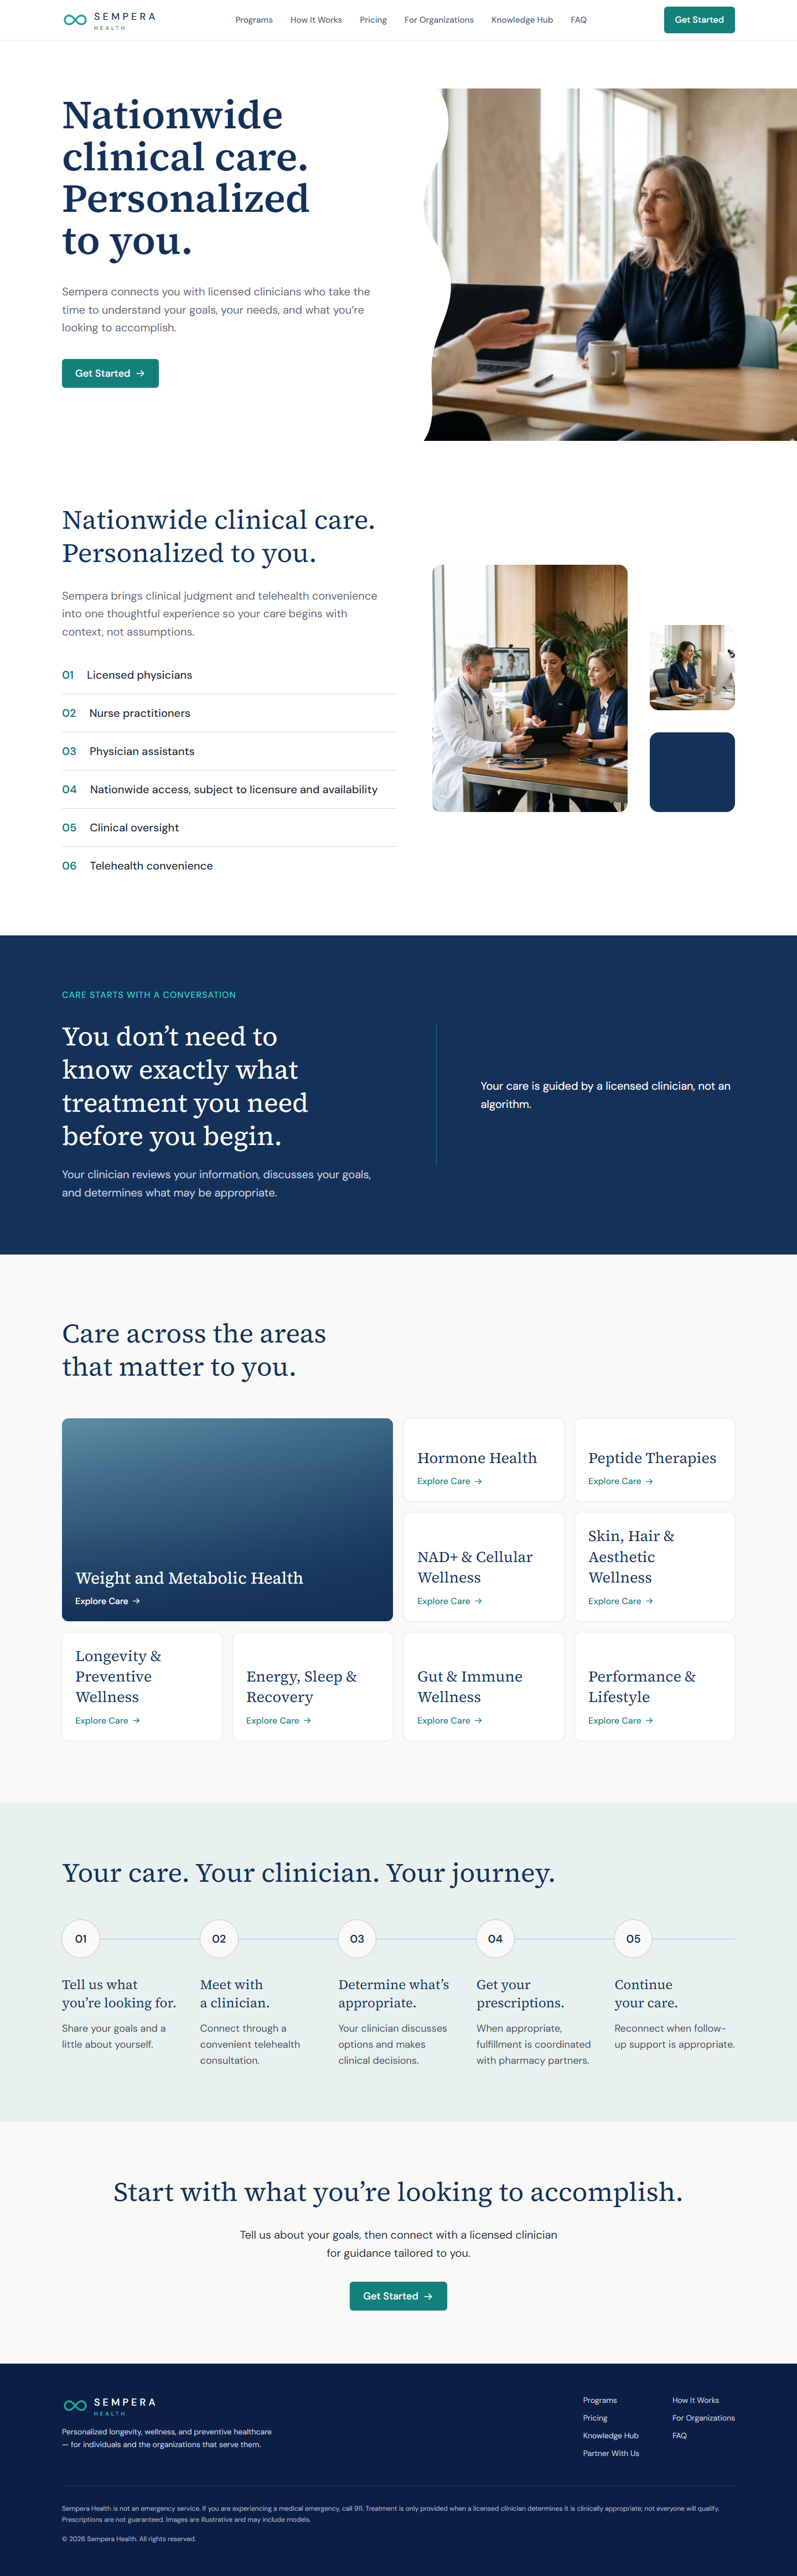 SEMPERA
HEALTH
Programs
How It Works
Pricing
For Organizations
Knowledge Hub
FAQ
Get Started
Nationwide
clinical care.
Personalized
to you.
Sempera connects you with licensed clinicians who take the
time to understand your goals, your needs, and what you’re
looking to accomplish.
Get Started →
Nationwide clinical care.
Personalized to you.
Sempera brings clinical judgment and telehealth convenience
into one thoughtful experience so your care begins with
context, not assumptions.
01 Licensed physicians
02 Nurse practitioners
03 Physician assistants
04 Nationwide access, subject to licensure and availability
05 Clinical oversight
06 Telehealth convenience
CARE STARTS WITH A CONVERSATION
You don’t need to
know exactly what
treatment you need
before you begin.
Your clinician reviews your information, discusses your goals,
and determines what may be appropriate.
Your care is guided by a licensed clinician, not an
algorithm.
Care across the areas
that matter to you.
Weight and Metabolic Health
Explore Care →
Hormone Health
Explore Care →
Peptide Therapies
Explore Care →
NAD+ & Cellular
Wellness
Explore Care →
Skin, Hair &
Aesthetic
Wellness
Explore Care →
Longevity &
Preventive
Wellness
Explore Care →
Energy, Sleep &
Recovery
Explore Care →
Gut & Immune
Wellness
Explore Care →
Performance &
Lifestyle
Explore Care →
Your care. Your clinician. Your journey.
01
Tell us what
you’re looking for.
Share your goals and a
little about yourself.
02
Meet with
a clinician.
Connect through a
convenient telehealth
consultation.
03
Determine what’s
appropriate.
Your clinician discusses
options and makes
clinical decisions.
04
Get your
prescriptions.
When appropriate,
fulfillment is coordinated
with pharmacy partners.
05
Continue
your care.
Reconnect when follow-
up support is appropriate.
Start with what you’re looking to accomplish.
Tell us about your goals, then connect with a licensed clinician
for guidance tailored to you.
Get Started →
SEMPERA
HEALTH
Personalized longevity, wellness, and preventive healthcare
— for individuals and the organizations that serve them.
Programs
How It Works
Pricing
For Organizations
Knowledge Hub
FAQ
Partner With Us
Sempera Health is not an emergency service. If you are experiencing a medical emergency, call 911. Treatment is only provided when a licensed clinician determines it is clinically appropriate; not everyone will qualify.
Prescriptions are not guaranteed. Images are illustrative and may include models.
© 2026 Sempera Health. All rights reserved.